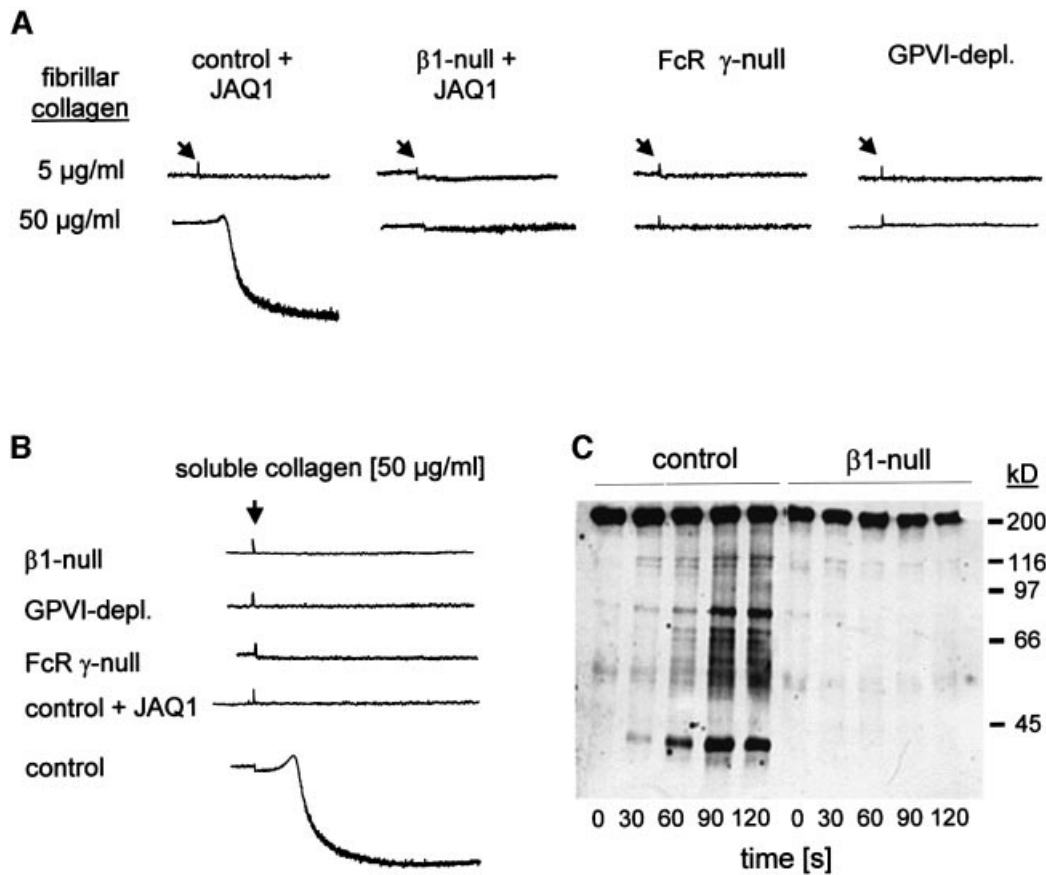 A
fibrillar
collagen
control +
JAQ1
β1-null +
JAQ1
FcR γ-null
GPVI-depl.
5 µg/ml
50 µg/ml
B
soluble collagen [50 µg/ml]
β1-null
GPVI-depl.
FcR γ-null
control + JAQ1
control
C
control
β1-null
kD
200
116
97
66
45
0 30 60 90 120 0 30 60 90 120
time [s]